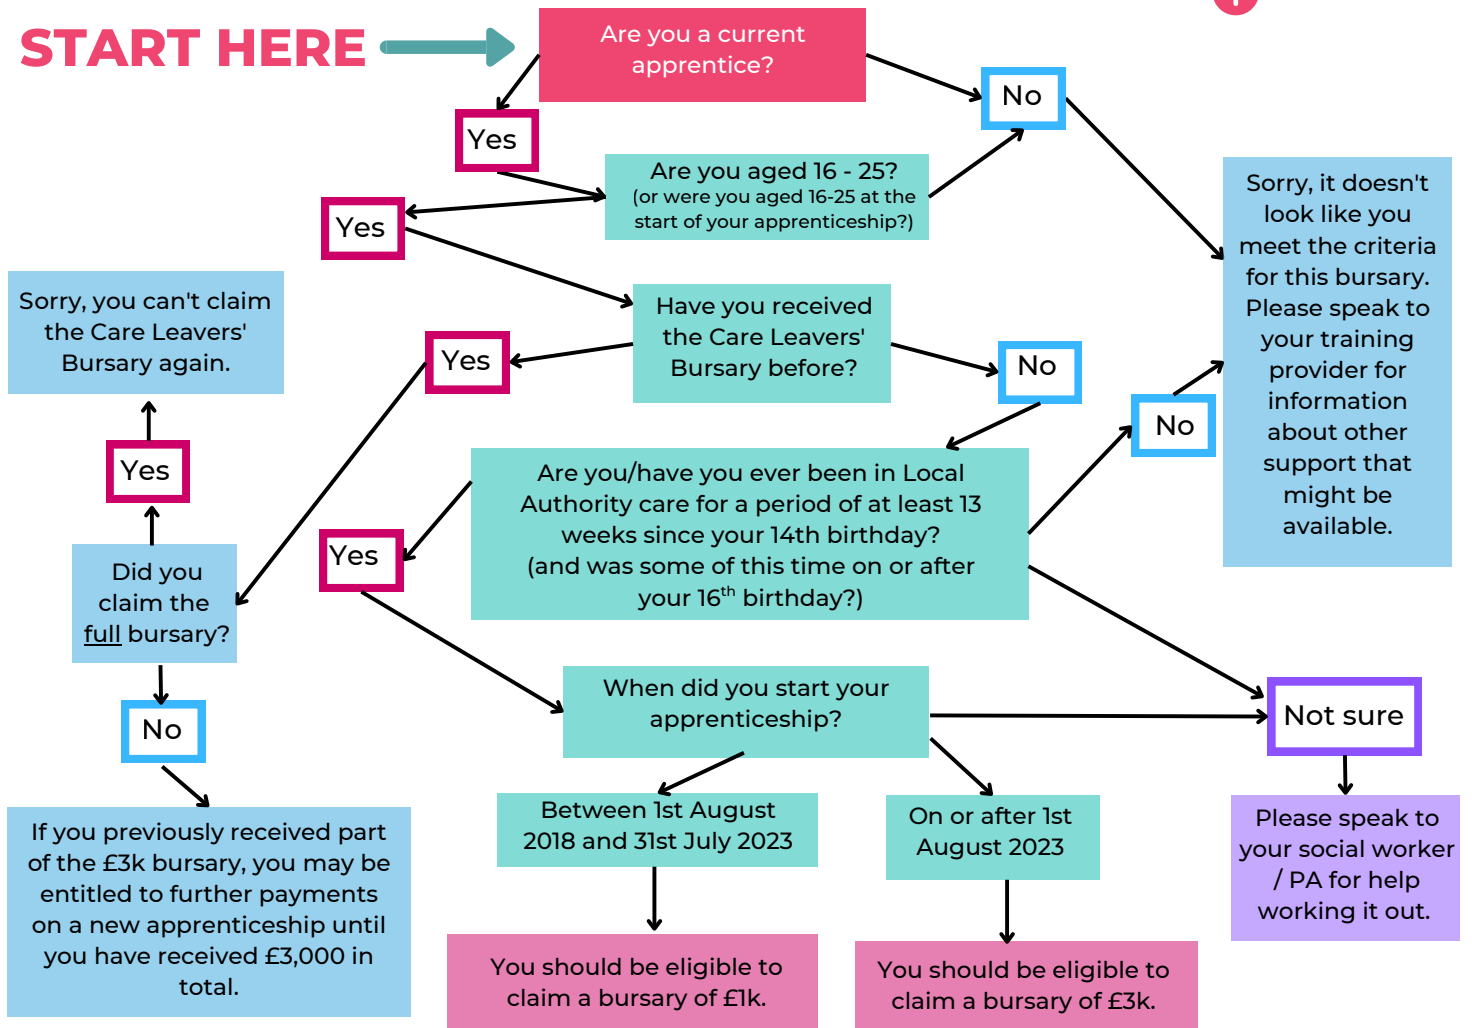 START HERE
Are you a current
apprentice?
No
Yes
Are you aged 16 - 25?
(or were you aged 16-25 at the
start of your apprenticeship?)
Yes
Sorry, it doesn't
look like you
meet the criteria
for this bursary.
Please speak to
your training
provider for
information
about other
support that
might be
available.
Have you received
the Care Leavers'
Bursary before?
Sorry, you can't claim
the Care Leavers'
Bursary again.
Yes
No
No
Yes
Are you/have you ever been in Local
Authority care for a period of at least 13
weeks since your 14th birthday?
(and was some of this time on or after
your 16th birthday?)
Yes
Did you
claim the
full bursary?
When did you start your
apprenticeship?
Not sure
No
Between 1st August
2018 and 31st July 2023
On or after 1st
August 2023
Please speak to
your social worker
/ PA for help
working it out.
If you previously received part
of the £3k bursary, you may be
entitled to further payments
on a new apprenticeship until
you have received £3,000 in
total.
You should be eligible to
claim a bursary of £1k.
You should be eligible to
claim a bursary of £3k.